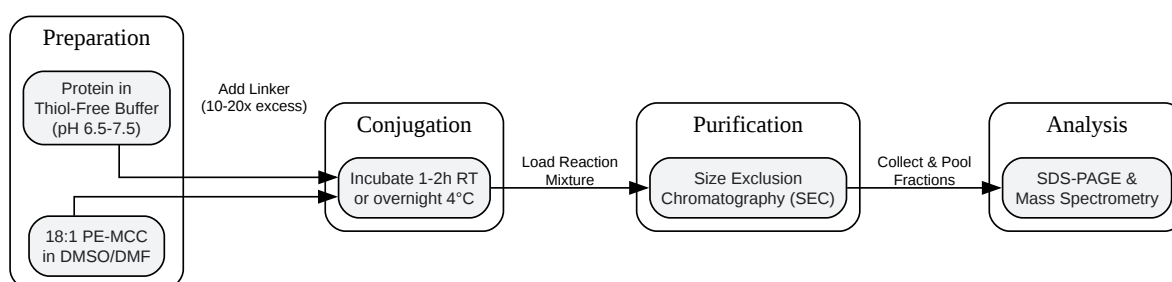 Preparation
Protein in
Thiol-Free Buffer
(pH 6.5-7.5)
18:1 PE-MCC
in DMSO/DMF
Add Linker
(10-20x excess)
Conjugation
Incubate 1-2h RT
or overnight 4°C
Load Reaction
Mixture
Purification
Size Exclusion
Chromatography (SEC)
Collect & Pool
Fractions
Analysis
SDS-PAGE &
Mass Spectrometry